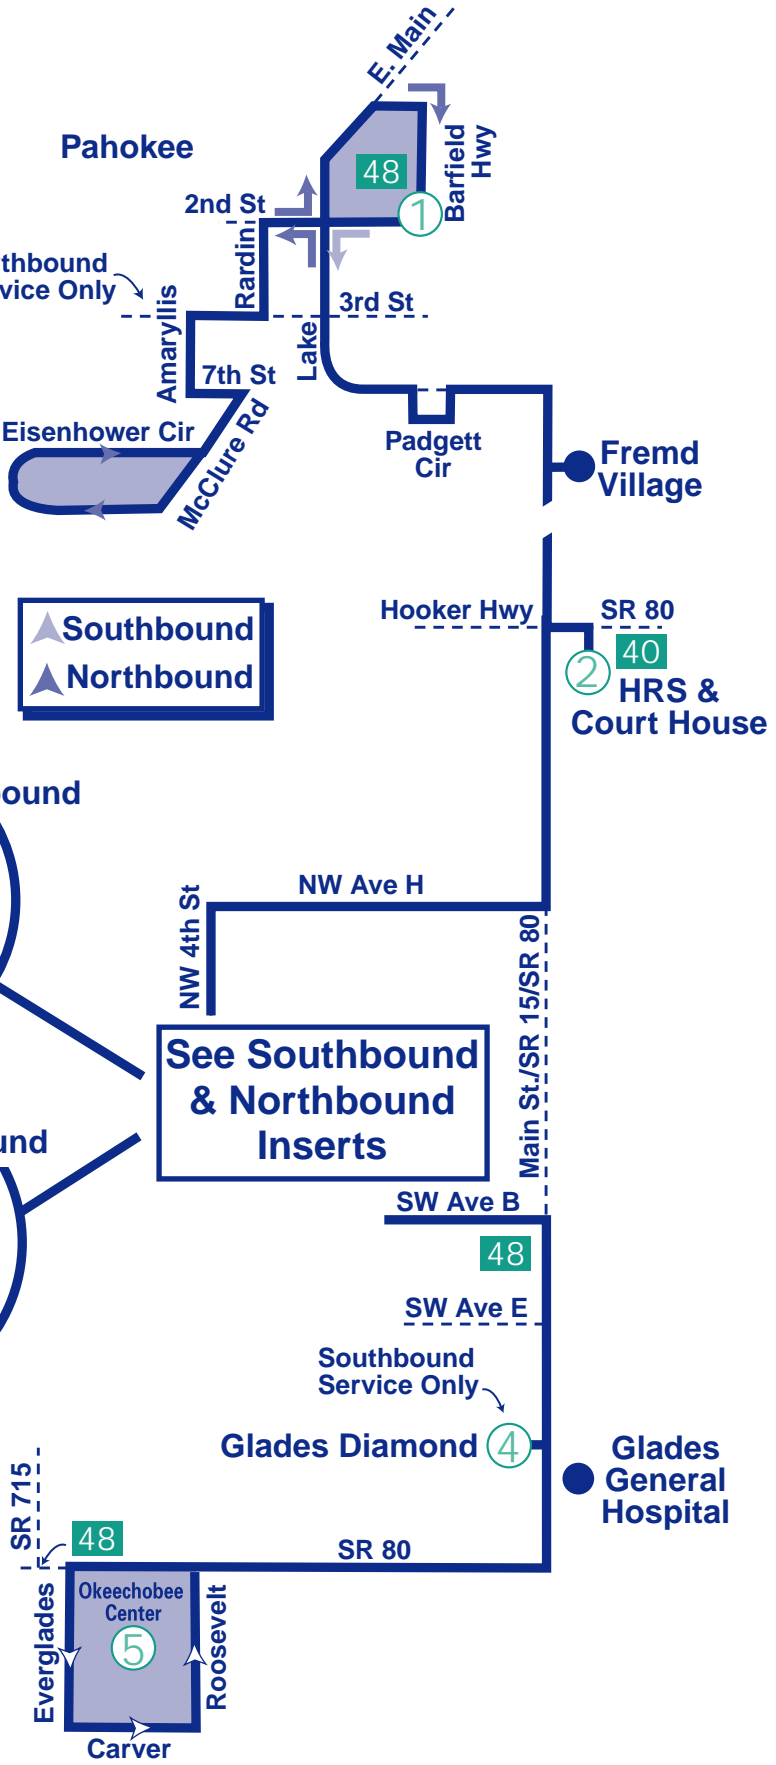 E. Main
Pahokee
48
Barfield
Hwy
1
2nd St
Rardin
thbound
vice Only
3rd St
Amaryllis
Lake
7th St
Eisenhower Cir
McClure Rd
Padgett
Cir
Fremd
Village
Southbound
Northbound
Hooker Hwy
SR 80
40
2
HRS &
Court House
ound
NW Ave H
NW 4th St
Main St./SR 15/SR 80
See Southbound
& Northbound
Inserts
und
SW Ave B
48
SW Ave E
Southbound
Service Only
Glades Diamond
4
Glades
General
Hospital
SR 715
48
SR 80
Okeechobee
Center
5
Everglades
Roosevelt
Carver